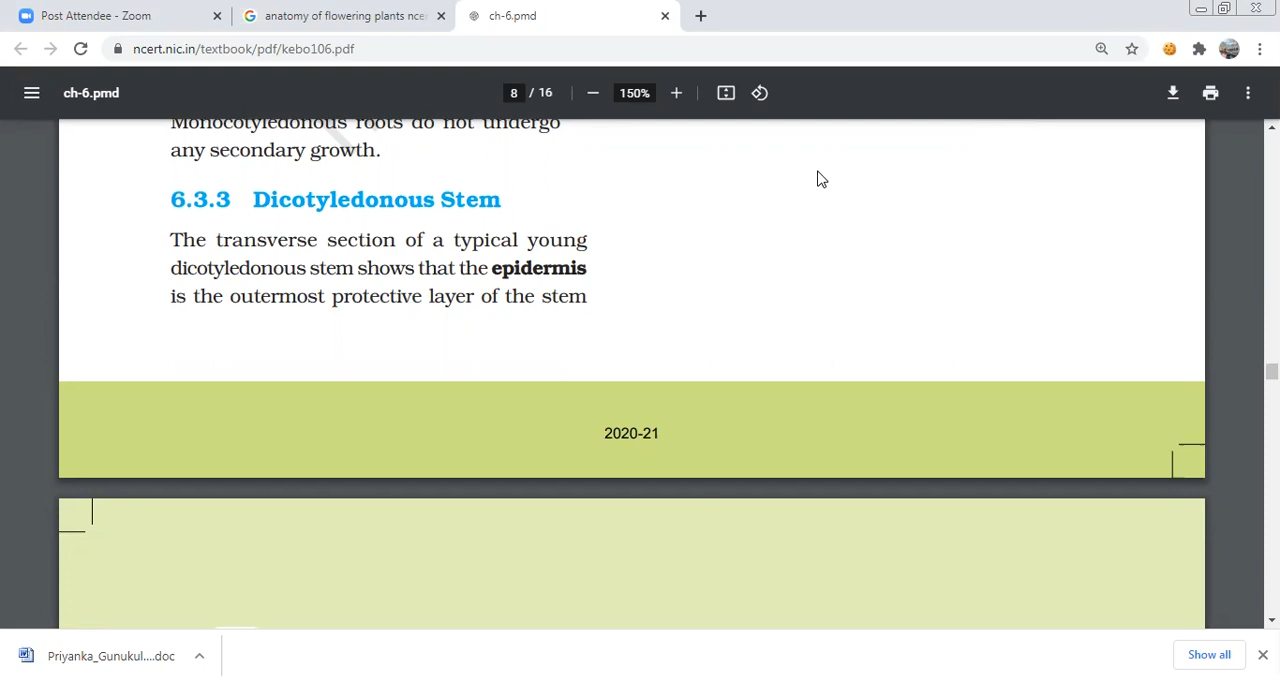 Post Attendee - Zoom
anatomy of flowering plants ncer
ch-6.pmd
ncert.nic.in/textbook/pdf/kebo106.pdf
ch-6.pmd
8 / 16
150%
Monocotyledonous roots do not undergo
any secondary growth.
6.3.3 Dicotyledonous Stem
The transverse section of a typical young
dicotyledonous stem shows that the epidermis
is the outermost protective layer of the stem
2020-21
Priyanka_Gunukul....doc
Show all